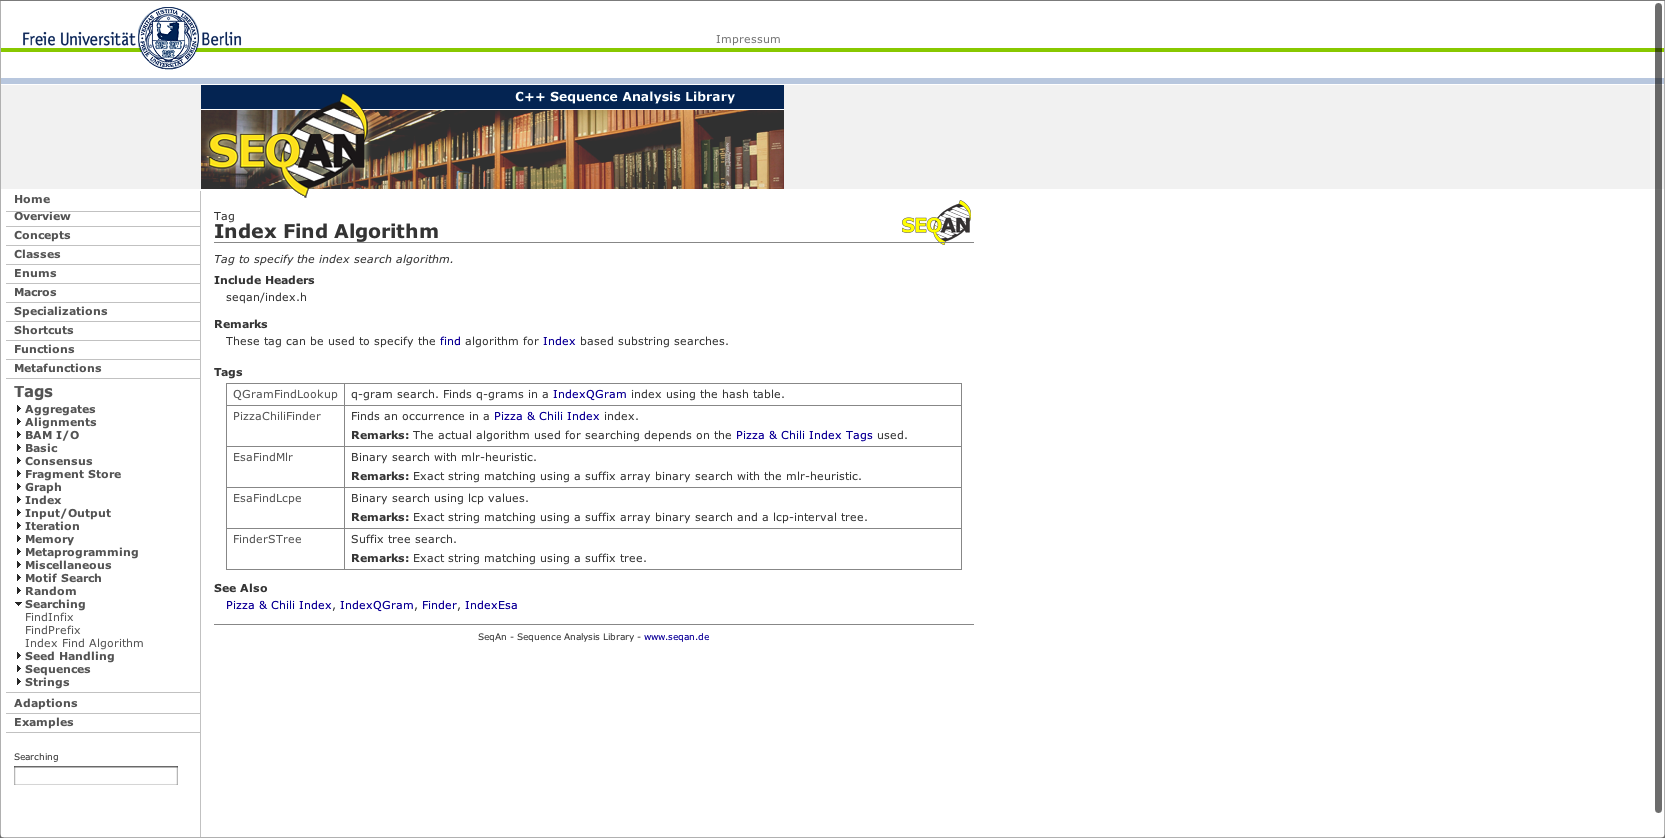 Freie Universität Berlin
Impressum
C++ Sequence Analysis Library
SEQAN
Home
Overview
Concepts
Classes
Enums
Macros
Specializations
Shortcuts
Functions
Metafunctions
Tags
Aggregates
Alignments
BAM I/O
Basic
Consensus
Fragment Store
Graph
Index
Input/Output
Iteration
Memory
Metaprogramming
Miscellaneous
Motif Search
Random
Searching
FindInfix
FindPrefix
Index Find Algorithm
Seed Handling
Sequences
Strings
Adaptions
Examples
Searching
Tag
Index Find Algorithm
SEQAN
Tag to specify the index search algorithm.
Include Headers
seqan/index.h
Remarks
These tag can be used to specify the find algorithm for Index based substring searches.
Tags
QGramFindLookup q-gram search. Finds q-grams in a IndexQGram index using the hash table.
PizzaChiliFinder Finds an occurrence in a Pizza & Chili Index index.
Remarks: The actual algorithm used for searching depends on the Pizza & Chili Index Tags used.
EsaFindMlr Binary search with mlr-heuristic.
Remarks: Exact string matching using a suffix array binary search with the mlr-heuristic.
EsaFindLcpe Binary search using lcp values.
Remarks: Exact string matching using a suffix array binary search and a lcp-interval tree.
FinderSTree Suffix tree search.
Remarks: Exact string matching using a suffix tree.
See Also
Pizza & Chili Index, IndexQGram, Finder, IndexEsa
SeqAn - Sequence Analysis Library - www.seqan.de